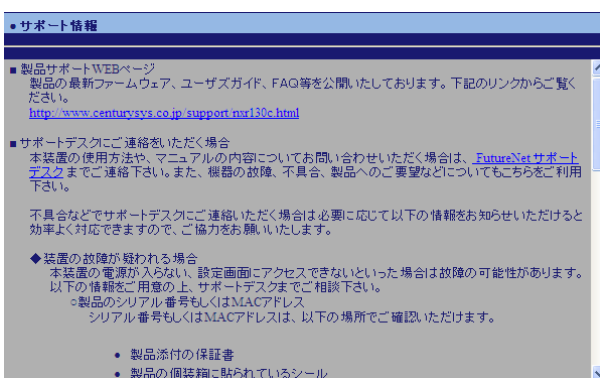 ●サポート情報
■ 製品サポートWEBページ
製品の最新ファームウェア、ユーザズガイド、FAQ等を公開いたしております。下記のリンクからご覧く
ださい。
http://www.centurysys.co.jp/support/nxr130c.html
■ サポートデスクにご連絡をいただく場合
本装置の使用方法や、マニュアルの内容についてお問い合わせいただく場合は、 FutureNet サポート
デスク までご連絡下さい。また、機器の故障、不具合、製品へのご要望などについてもこちらをご利用
下さい。
不具合などでサポートデスクにご連絡いただく場合は必要に応じて以下の情報をお知らせいただけると
効率よく対応できますので、ご協力をお願いいたします。
◆装置の故障が疑われる場合
本装置の電源が入らない、設定画面にアクセスできないといった場合は故障の可能性があります。
以下の情報をご用意の上、サポートデスクまでご相談下さい。
○製品のシリアル番号もしくはMACアドレス
シリアル番号もしくはMACアドレスは、以下の場所でご確認いただけます。
● 製品添付の保証書
● 製品の個装箱に貼られているシール